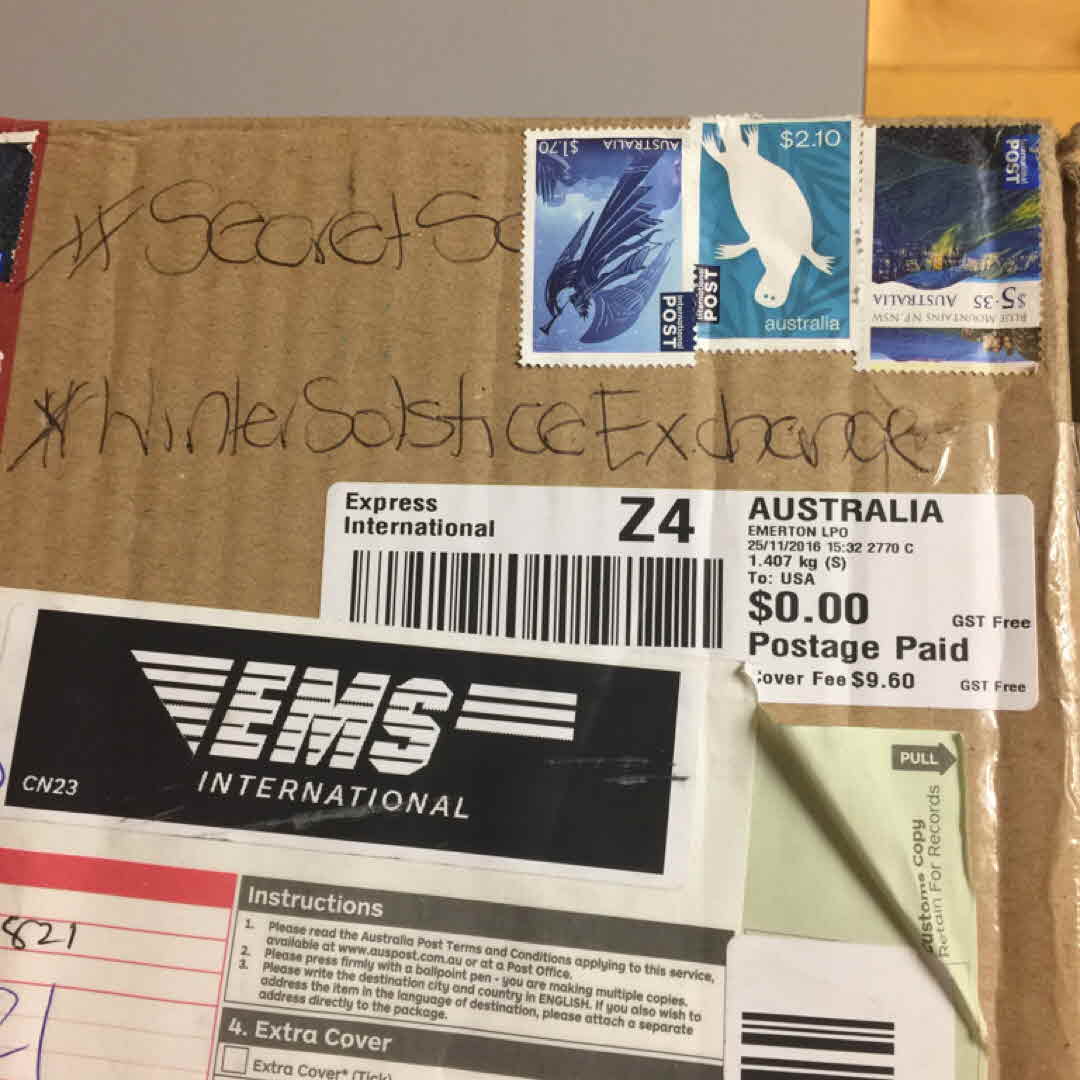 #SecretSc
$1.70 AUSTRALIA
International
POST
$2.10
International
POST
australia
International
POST
BLUE MOUNTAINS NP, NSW
$5.35 AUSTRALIA
#WinterSolsticeExchange
Express
International
Z4
AUSTRALIA
EMERTON LPO
25/11/2016 15:32 2770 C
1.407 kg (S)
To: USA
$0.00 GST Free
Postage Paid
Cover Fee $9.60 GST Free
EMS
INTERNATIONAL
CN23
PULL
Customs Copy
Retain For Records
821
Instructions
1. Please read the Australia Post Terms and Conditions applying to this service,
available at www.auspost.com.au or at a Post Office.
2. Please press firmly with a ballpoint pen - you are making multiple copies.
3. Please write the destination city and country in ENGLISH. If you also wish to
address the item in the language of destination, please attach a separate
address directly to the package.
4. Extra Cover
Extra Cover* (Tick)